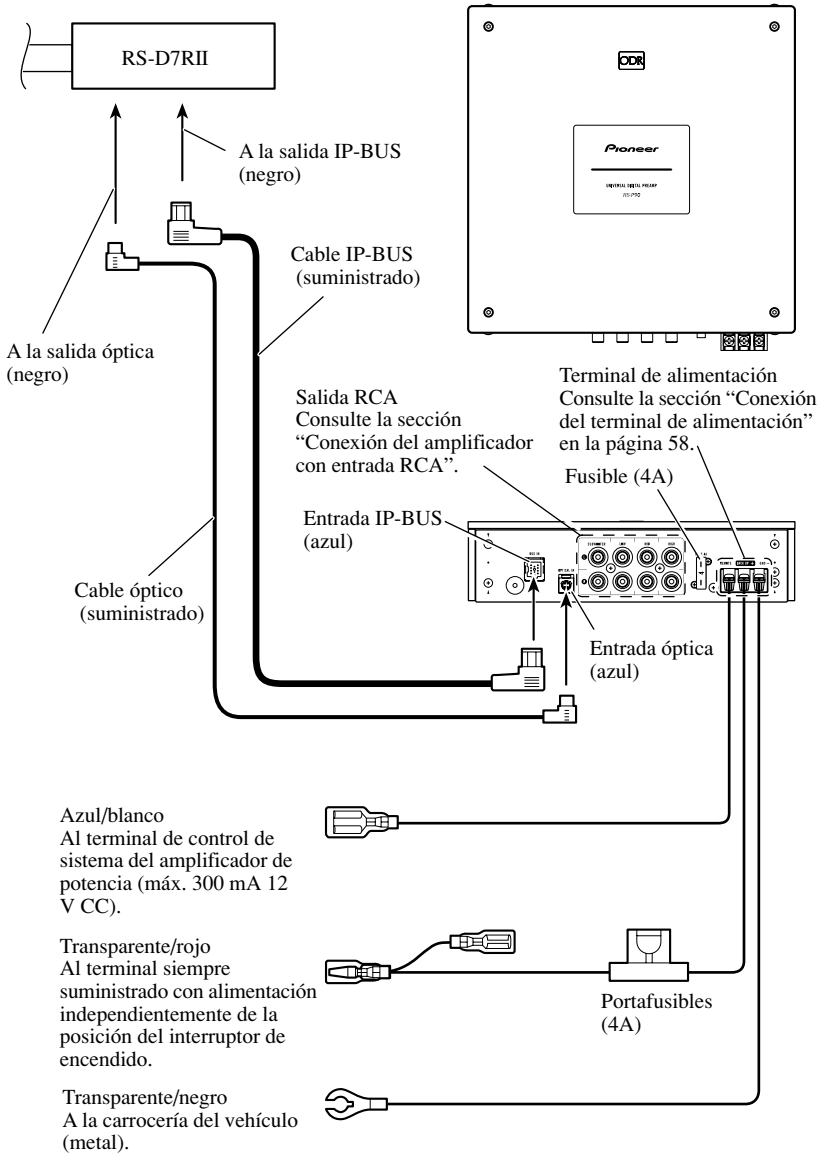 RS-D7RII
ODR
A la salida IP-BUS
(negro)
Pioneer
UNIVERSAL DIGITAL PREAMP
RS-P90
Cable IP-BUS
(suministrado)
A la salida óptica
(negro)
Salida RCA
Consulte la sección
“Conexión del amplificador
con entrada RCA”.
Terminal de alimentación
Consulte la sección “Conexión
del terminal de alimentación”
en la página 58.
Fusible (4A)
Entrada IP-BUS
(azul)
BUS IN
Cable óptico
(suministrado)
Entrada óptica
(azul)
Azul/blanco
Al terminal de control de
sistema del amplificador de
potencia (máx. 300 mA 12
V CC).
Transparente/rojo
Al terminal siempre
suministrado con alimentación
independientemente de la
posición del interruptor de
encendido.
Portafusibles
(4A)
Transparente/negro
A la carrocería del vehículo
(metal).